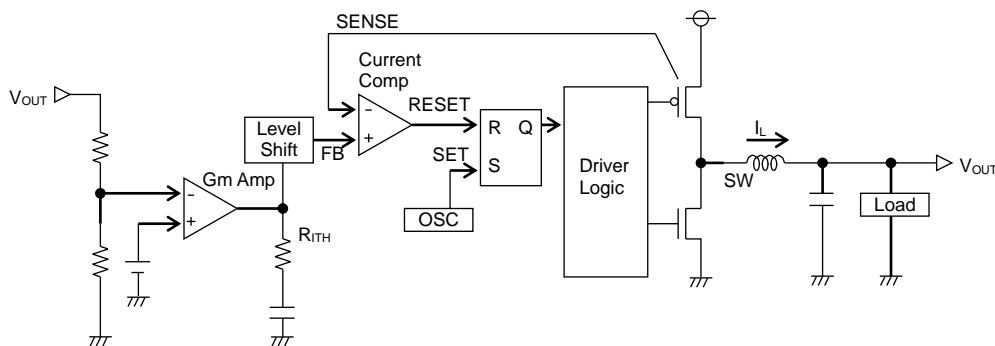 SENSE
Current
Comp
VOUT
-
+
RESET
Level
Shift
FB
R Q
S
SET
OSC
Driver
Logic
IL
SW
VOUT
Load
Gm Amp
-
+
RITH